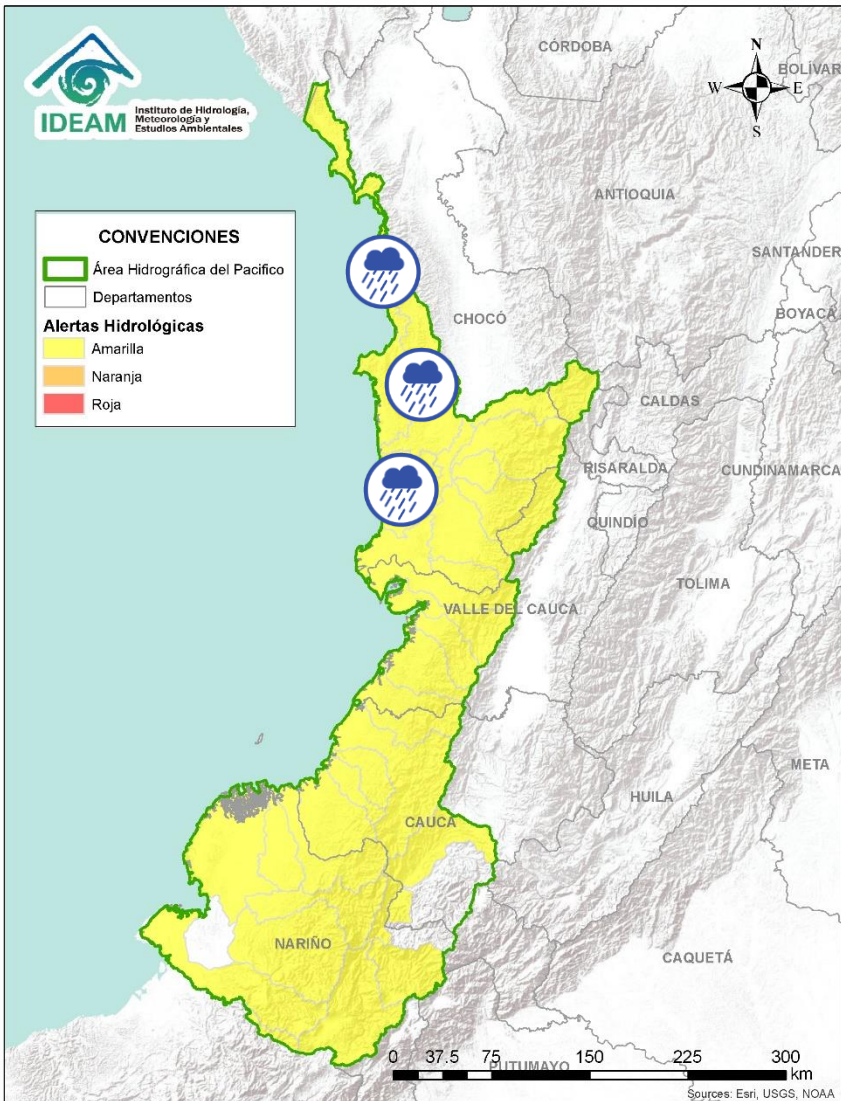 IDEAM
Instituto de Hidrología,
Meteorología y
Estudios Ambientales
N
W
E
S
CONVENCIONES
Área Hidrográfica del Pacifico
Departamentos
Alertas Hidrológicas
Amarilla
Naranja
Roja
CÓRDOBA
BOLÍVAR
ANTIOQUIA
SANTANDER
BOYACÁ
CHOCÓ
CALDAS
RISARALDA
CUNDINAMARCA
QUINDÍO
TOLIMA
VALLE DEL CAUCA
META
HUILA
CAUCA
NARIÑO
CAQUETÁ
PUTUMAYO
0 37.5 75 150 225 300
km
Sources: Esri, USGS, NOAA